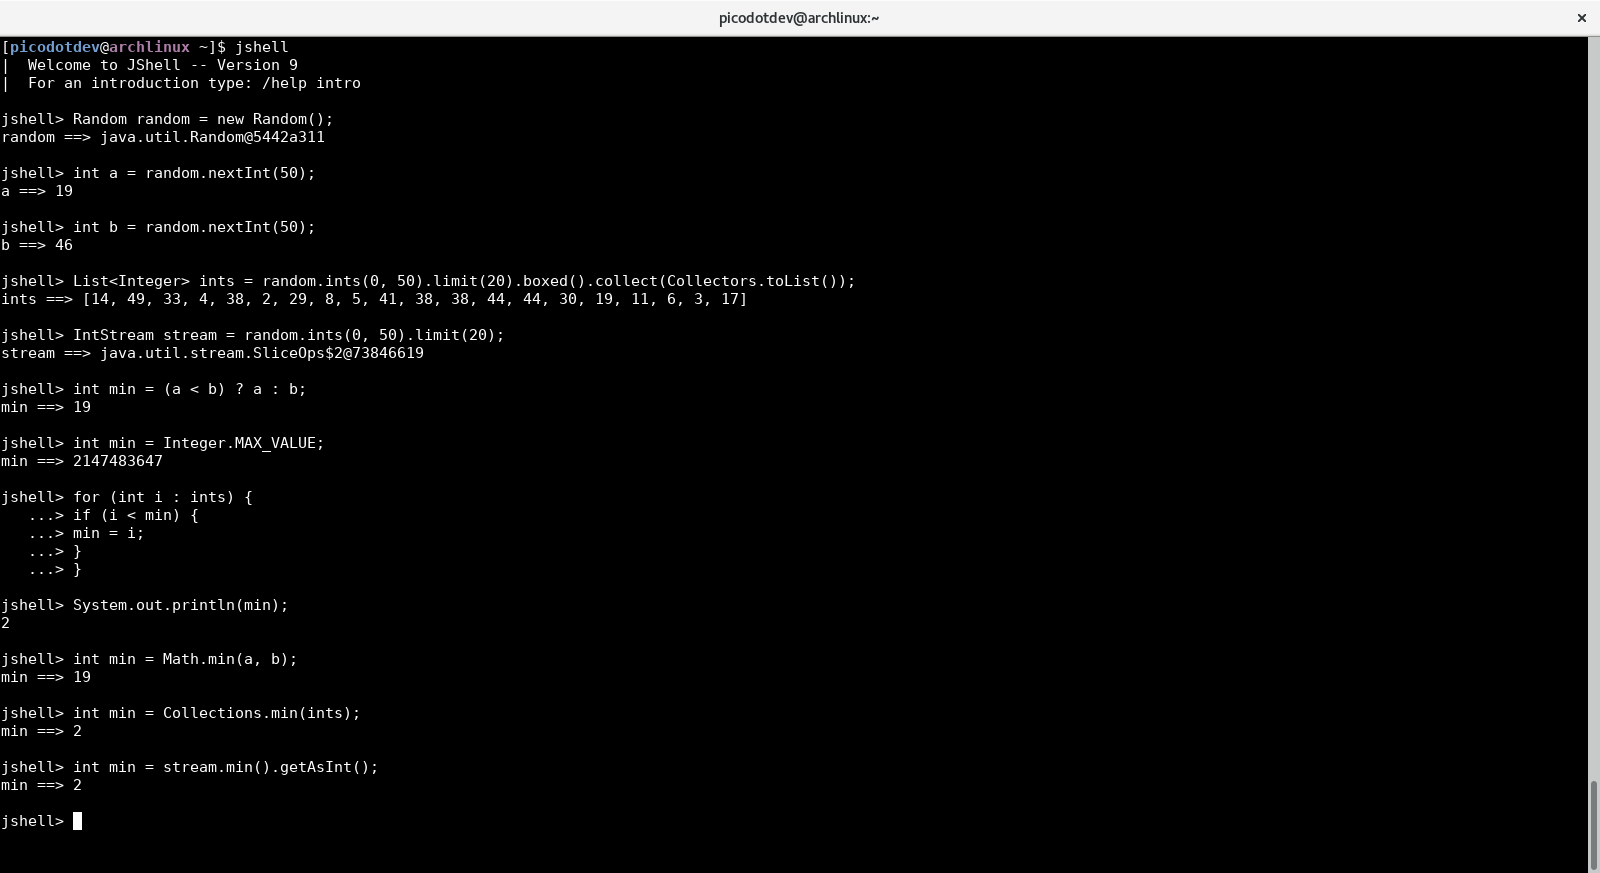 picodotdev@archlinux:~
[picodotdev@archlinux ~]$ jshell
|  Welcome to JShell -- Version 9
|  For an introduction type: /help intro
jshell> Random random = new Random();
random ==> java.util.Random@5442a311
jshell> int a = random.nextInt(50);
a ==> 19
jshell> int b = random.nextInt(50);
b ==> 46
jshell> List<Integer> ints = random.ints(0, 50).limit(20).boxed().collect(Collectors.toList());
ints ==> [14, 49, 33, 4, 38, 2, 29, 8, 5, 41, 38, 38, 44, 44, 30, 19, 11, 6, 3, 17]
jshell> IntStream stream = random.ints(0, 50).limit(20);
stream ==> java.util.stream.SliceOps$2@73846619
jshell> int min = (a < b) ? a : b;
min ==> 19
jshell> int min = Integer.MAX_VALUE;
min ==> 2147483647
jshell> for (int i : ints) {
   ...> if (i < min) {
   ...> min = i;
   ...> }
   ...> }
jshell> System.out.println(min);
2
jshell> int min = Math.min(a, b);
min ==> 19
jshell> int min = Collections.min(ints);
min ==> 2
jshell> int min = stream.min().getAsInt();
min ==> 2
jshell>